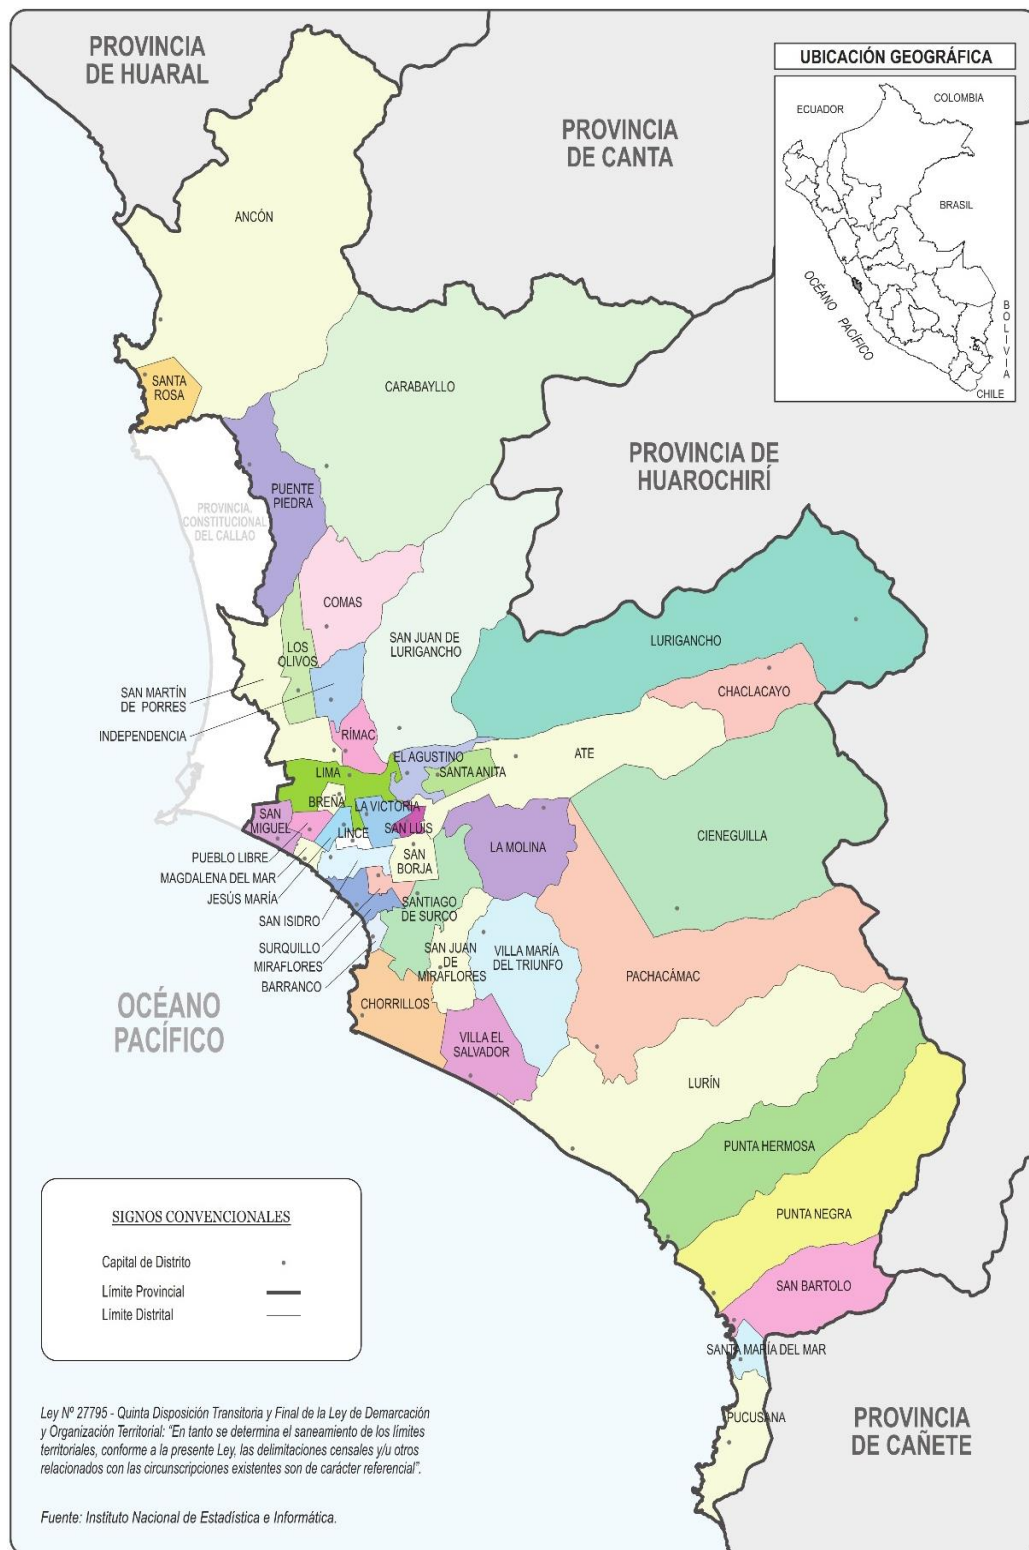 PROVINCIA
DE HUARAL
UBICACIÓN GEOGRÁFICA
ECUADOR
COLOMBIA
BRASIL
OCÉANO PACÍFICO
BOLIVIA
CHILE
PROVINCIA
DE CANTA
ANCÓN
SANTA
ROSA
CARABAYLLO
PROVINCIA DE
HUAROCHIRÍ
PUENTE
PIEDRA
PROVINCIA.
CONSTITUCIONAL
DEL CALLAO
COMAS
SAN JUAN DE
LURIGANCHO
LURIGANCHO
LOS
OLIVOS
CHACLACAYO
SAN MARTÍN
DE PORRES
INDEPENDENCIA
RÍMAC
ATE
EL AGUSTINO
SANTA ANITA
LIMA
BREÑA
LA VICTORIA
SAN
MIGUEL
LINCE
SAN LUIS
CIENEGUILLA
LA MOLINA
SAN
BORJA
PUEBLO LIBRE
MAGDALENA DEL MAR
JESÚS MARÍA
SAN ISIDRO
SANTIAGO
DE SURCO
SURQUILLO
MIRAFLORES
BARRANCO
SAN JUAN
DE
MIRAFLORES
VILLA MARÍA
DEL TRIUNFO
PACHACÁMAC
OCÉANO
PACÍFICO
CHORRILLOS
VILLA EL
SALVADOR
LURÍN
PUNTA HERMOSA
PUNTA NEGRA
SAN BARTOLO
SANTA MARÍA DEL MAR
PUCUSANA
PROVINCIA
DE CAÑETE
SIGNOS CONVENCIONALES
Capital de Distrito
Límite Provincial
Límite Distrital
Ley Nº 27795 - Quinta Disposición Transitoria y Final de la Ley de Demarcación
y Organización Territorial: "En tanto se determina el saneamiento de los límites
territoriales, conforme a la presente Ley, las delimitaciones censales y/u otros
relacionados con las circunscripciones existentes son de carácter referencial".
Fuente: Instituto Nacional de Estadística e Informática.